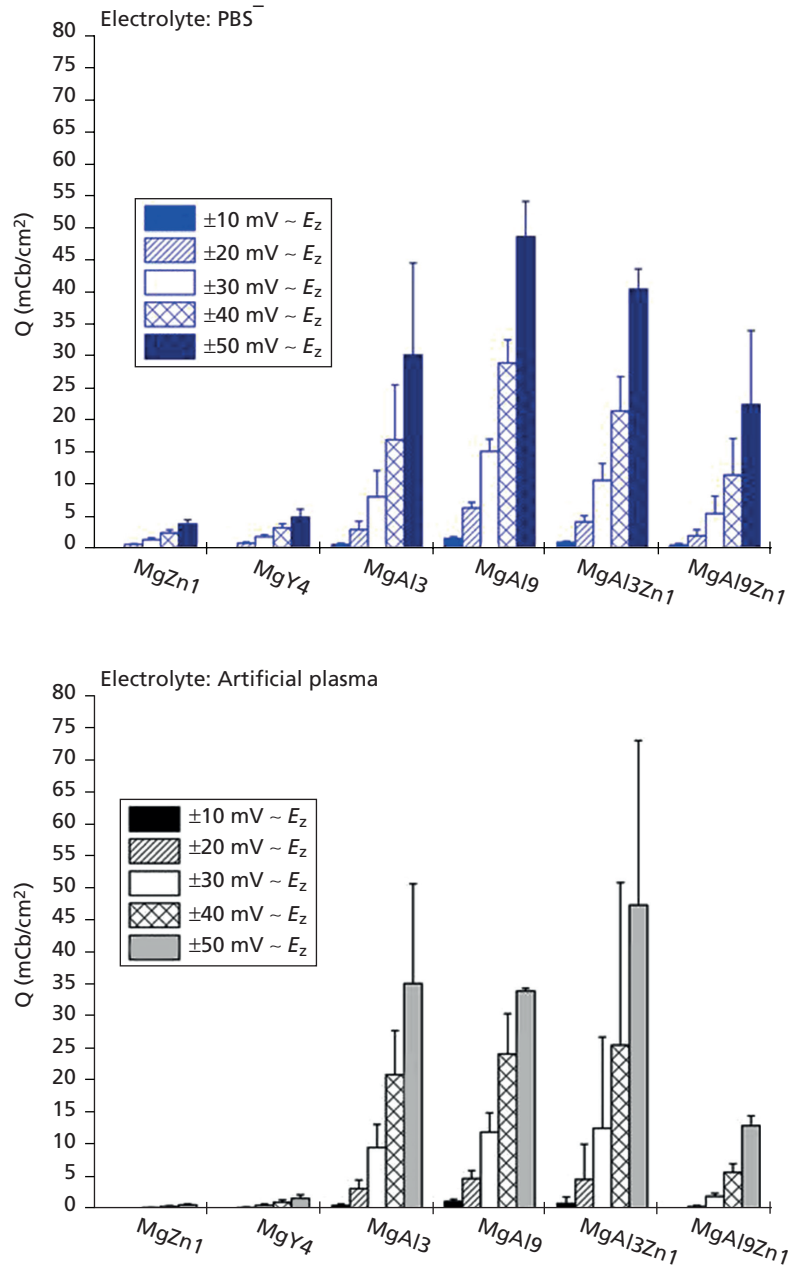 Electrolyte: PBS¯
80
75
70
65
60
55
50
45
40
35
30
25
20
15
10
5
0
Q (mCb/cm²)
±10 mV ~ Ez
±20 mV ~ Ez
±30 mV ~ Ez
±40 mV ~ Ez
±50 mV ~ Ez
MgZn1 MgY4 MgAl3 MgAl9 MgAl3Zn1 MgAl9Zn1
Electrolyte: Artificial plasma
80
75
70
65
60
55
50
45
40
35
30
25
20
15
10
5
0
Q (mCb/cm²)
±10 mV ~ Ez
±20 mV ~ Ez
±30 mV ~ Ez
±40 mV ~ Ez
±50 mV ~ Ez
MgZn1 MgY4 MgAl3 MgAl9 MgAl3Zn1 MgAl9Zn1